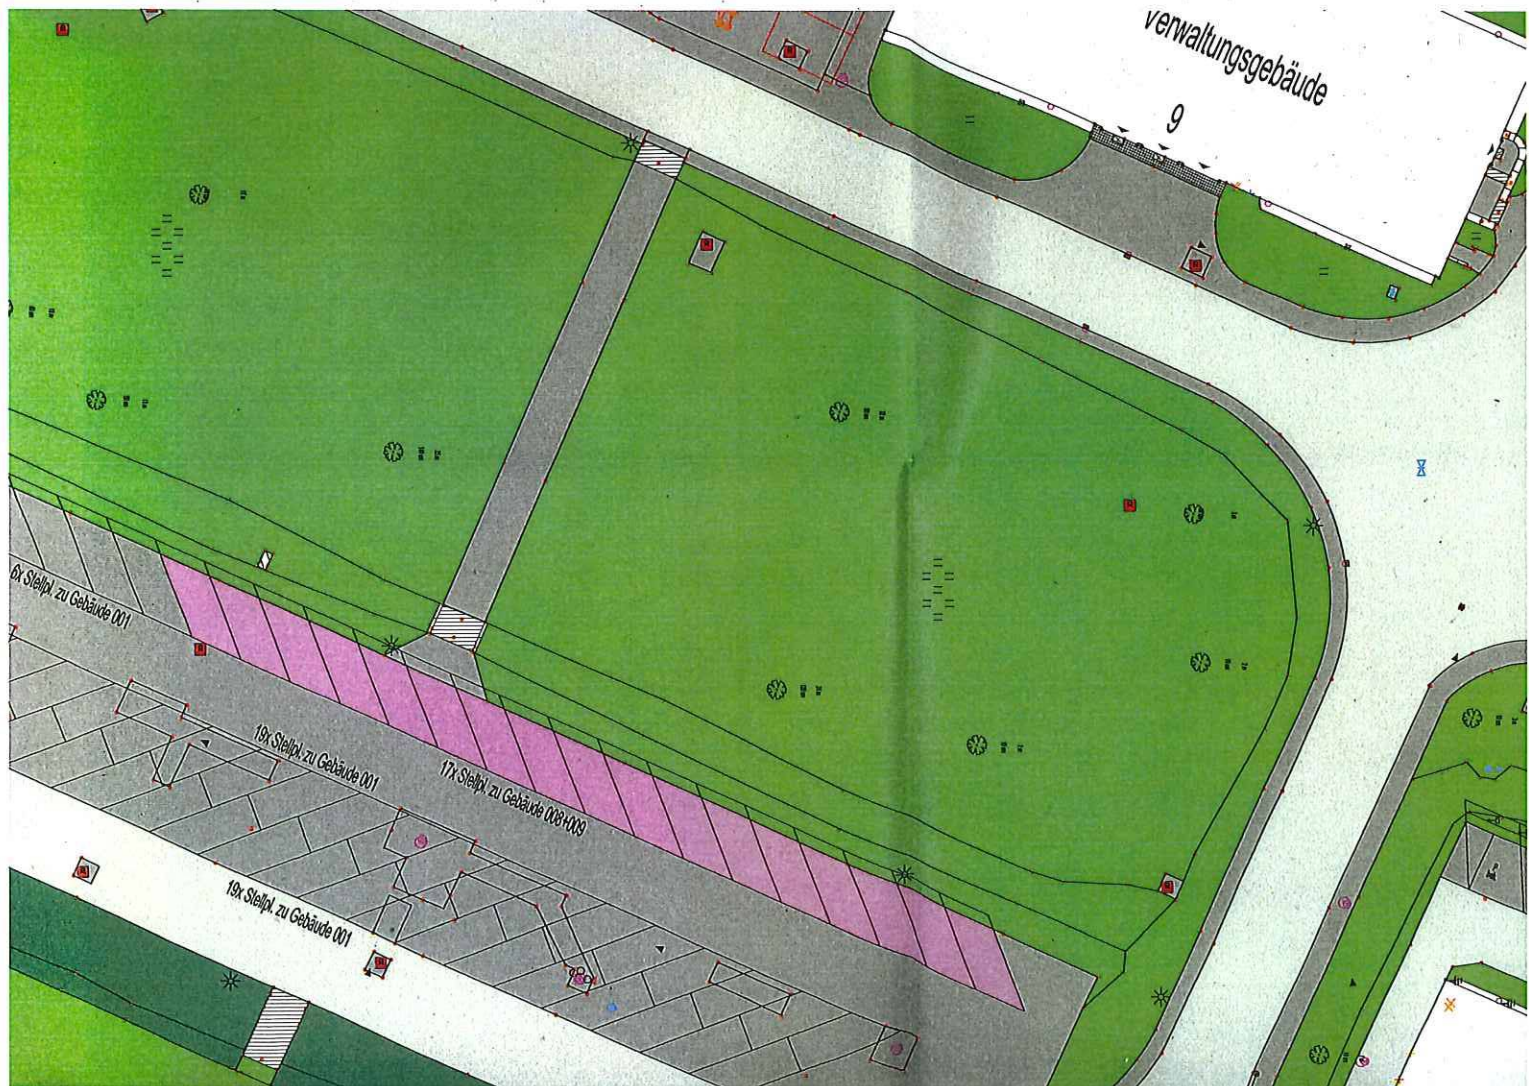 Verwaltungsgebäude
9
6x Stellpl. zu Gebäude 001
19x Stellpl. zu Gebäude 001
17x Stellpl. zu Gebäude 008+009
19x Stellpl. zu Gebäude 001